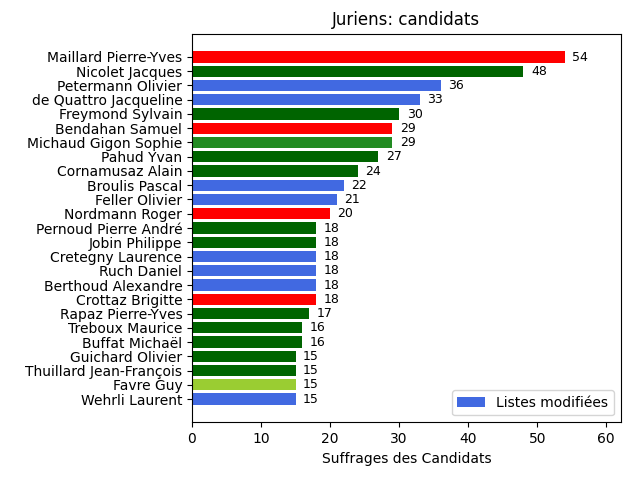 Juriens: candidats
Maillard Pierre-Yves 54
Nicolet Jacques 48
Petermann Olivier 36
de Quattro Jacqueline 33
Freymond Sylvain 30
Bendahan Samuel 29
Michaud Gigon Sophie 29
Pahud Yvan 27
Cornamusaz Alain 24
Broulis Pascal 22
Feller Olivier 21
Nordmann Roger 20
Pernoud Pierre André 18
Jobin Philippe 18
Cretegny Laurence 18
Ruch Daniel 18
Berthoud Alexandre 18
Crottaz Brigitte 18
Rapaz Pierre-Yves 17
Treboux Maurice 16
Buffat Michaël 16
Guichard Olivier 15
Thuillard Jean-François 15
Favre Guy 15
Wehrli Laurent 15
Listes modifiées
0 10 20 30 40 50 60
Suffrages des Candidats